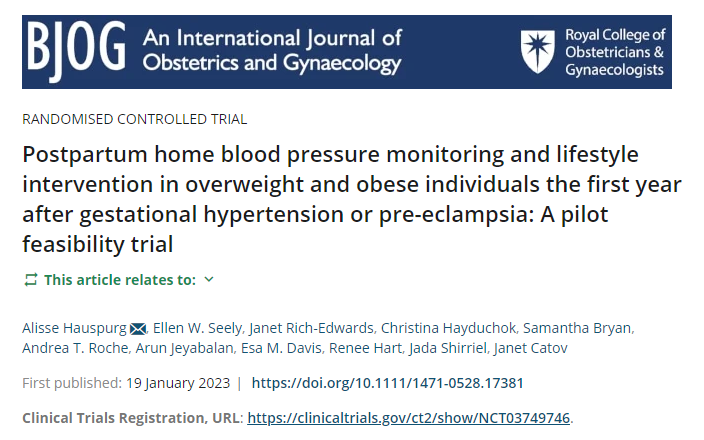 BJOG An International Journal of
Obstetrics and Gynaecology
Royal College of
Obstetricians &
Gynaecologists
RANDOMISED CONTROLLED TRIAL
Postpartum home blood pressure monitoring and lifestyle
intervention in overweight and obese individuals the first year
after gestational hypertension or pre-eclampsia: A pilot
feasibility trial
This article relates to:
Alisse Hauspurg, Ellen W. Seely, Janet Rich-Edwards, Christina Hayduchok, Samantha Bryan,
Andrea T. Roche, Arun Jeyabalan, Esa M. Davis, Renee Hart, Jada Shirriel, Janet Catov
First published: 19 January 2023 | https://doi.org/10.1111/1471-0528.17381
Clinical Trials Registration, URL: https://clinicaltrials.gov/ct2/show/NCT03749746.